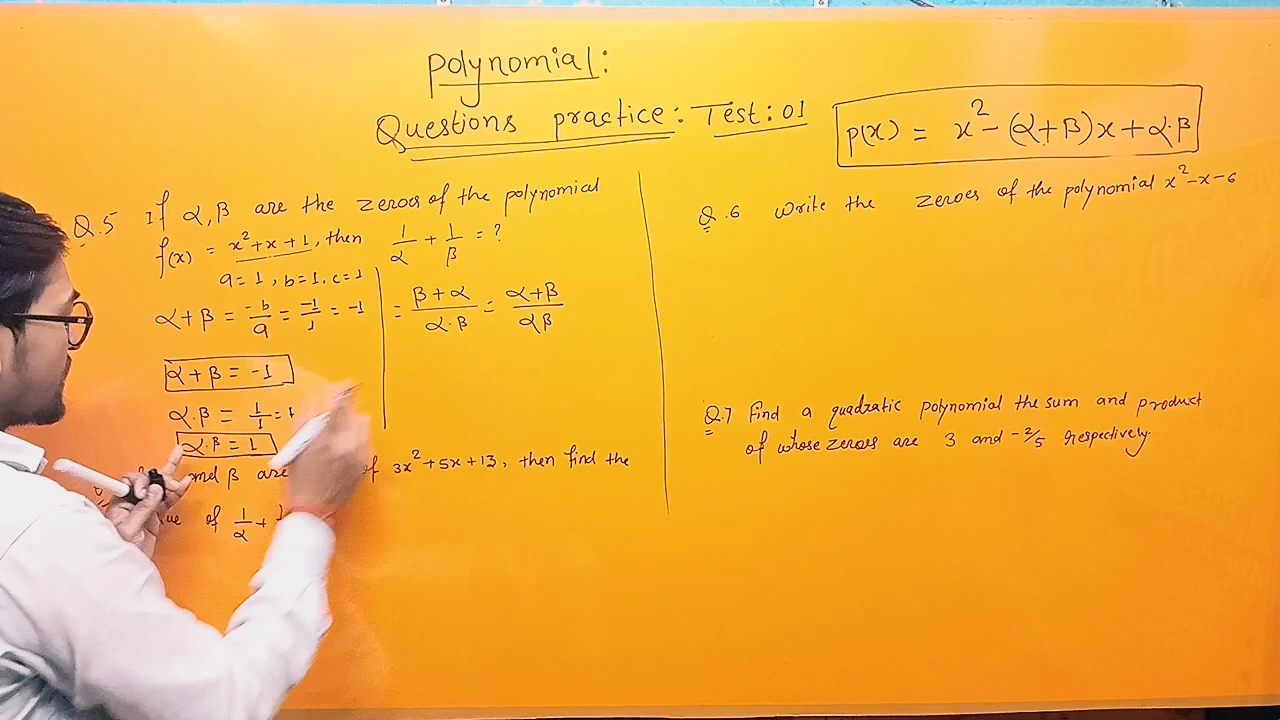 Polynomial:
Questions practice: Test: 01
p(x) = x² - (α+β)x + α.β
Q.5 If α, β are the zeroes of the polynomial
f(x) = x²+x+1, then 1/α + 1/β = ?
a=1, b=1, c=1
α+β = -b/a = -1/1 = -1
= β+α/α.β = α+β/αβ
α+β = -1
α.β = 1/1 = 1
α.β = 1
and β are of 3x²+5x+13, then find the
of 1/α +
Q.6 Write the zeroes of the polynomial x²-x-6
Q.7 Find a quadratic polynomial the sum and product
of whose zeroes are 3 and -2/5 respectively.